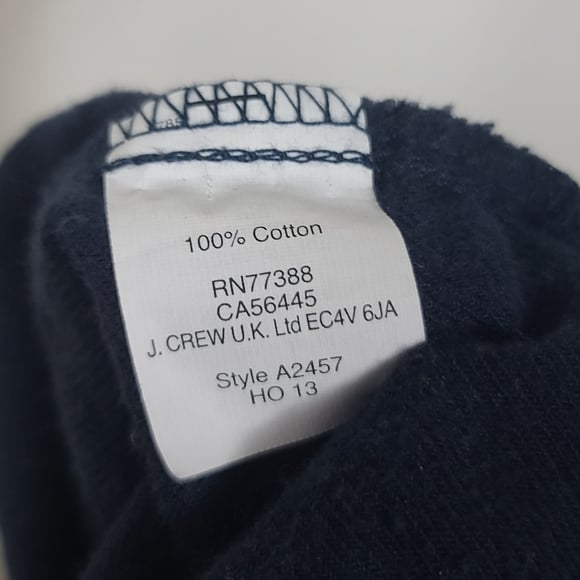 100% Cotton
RN77388
CA56445
J. CREW U.K. Ltd EC4V 6JA
Style A2457
HO 13